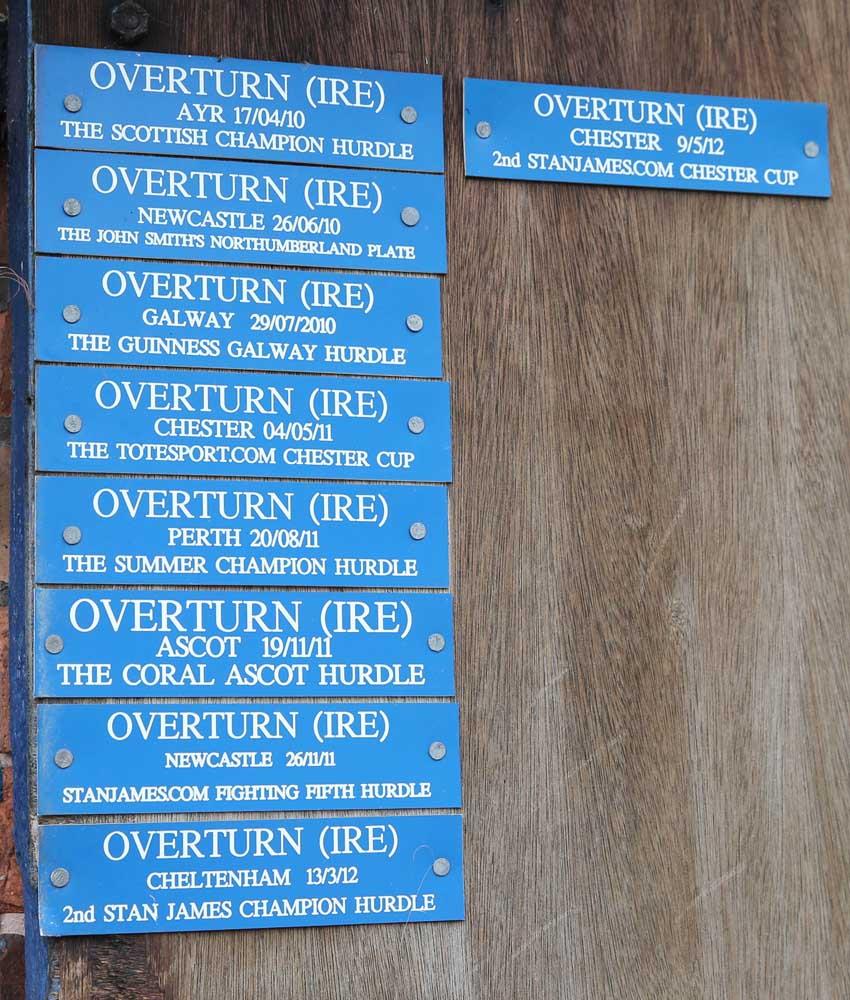 OVERTURN (IRE)
AYR 17/04/10
THE SCOTTISH CHAMPION HURDLE
OVERTURN (IRE)
NEWCASTLE 26/06/10
THE JOHN SMITH'S NORTHUMBERLAND PLATE
OVERTURN (IRE)
GALWAY 29/07/2010
THE GUINNESS GALWAY HURDLE
OVERTURN (IRE)
CHESTER 04/05/11
THE TOTESPORT.COM CHESTER CUP
OVERTURN (IRE)
PERTH 20/08/11
THE SUMMER CHAMPION HURDLE
OVERTURN (IRE)
ASCOT 19/11/11
THE CORAL ASCOT HURDLE
OVERTURN (IRE)
NEWCASTLE 26/11/11
STANJAMES.COM FIGHTING FIFTH HURDLE
OVERTURN (IRE)
CHELTENHAM 13/3/12
2nd STAN JAMES CHAMPION HURDLE
OVERTURN (IRE)
CHESTER 9/5/12
2nd STANJAMES.COM CHESTER CUP